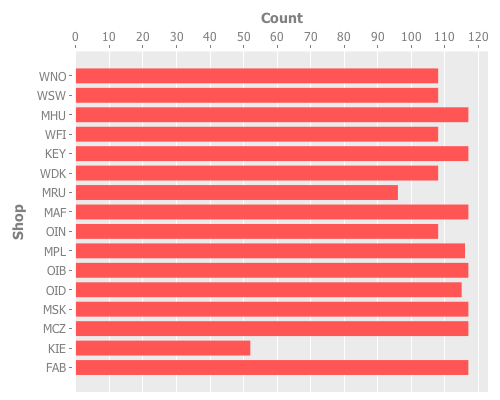 Count
0 10 20 30 40 50 60 70 80 90 100 110 120
Shop
WNO
WSW
MHU
WFI
KEY
WDK
MRU
MAF
OIN
MPL
OIB
OID
MSK
MCZ
KIE
FAB